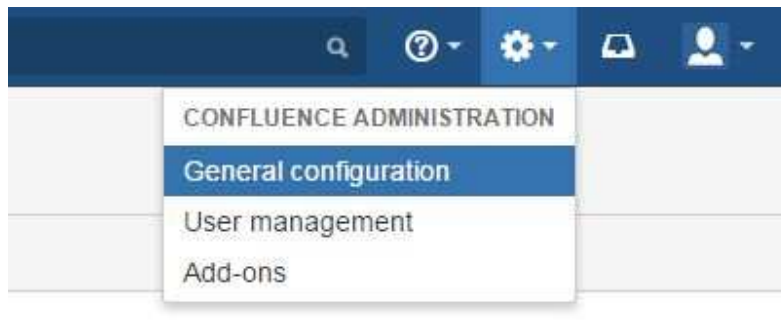 CONFLUENCE ADMINISTRATION
General configuration
User management
Add-ons